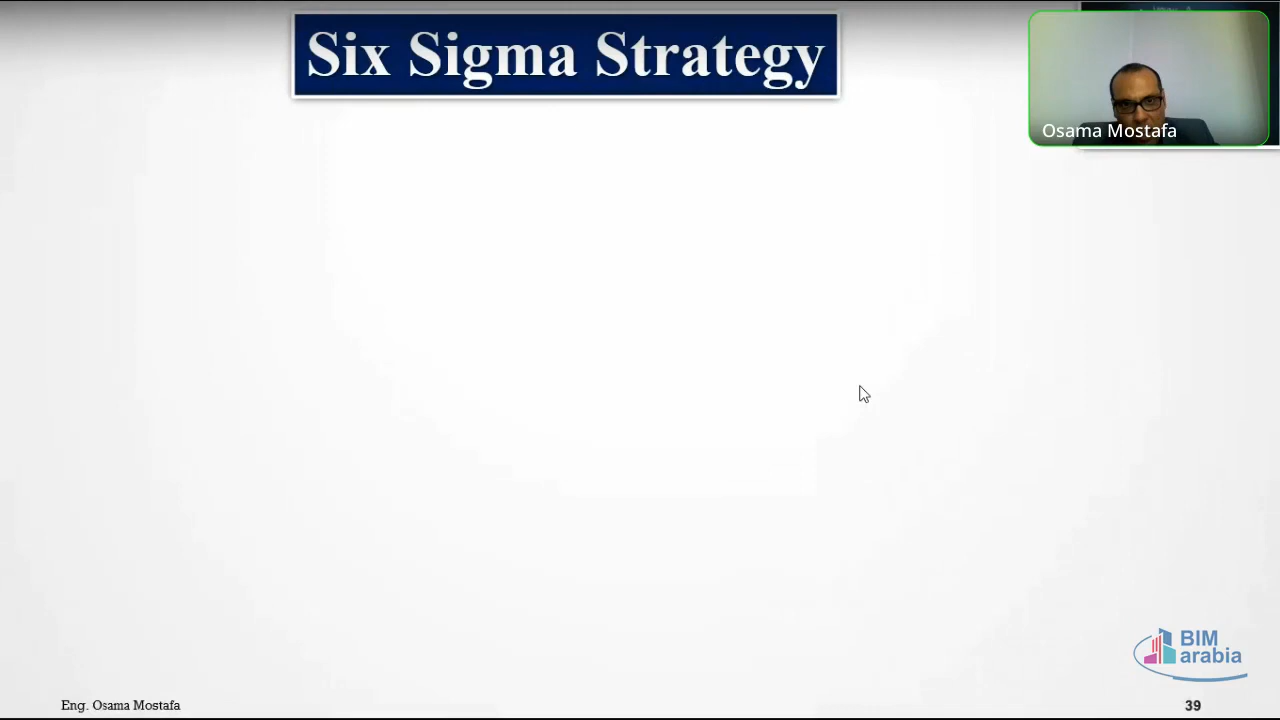 Six Sigma Strategy
Osama Mostafa
BIM
arabia
Eng. Osama Mostafa
39